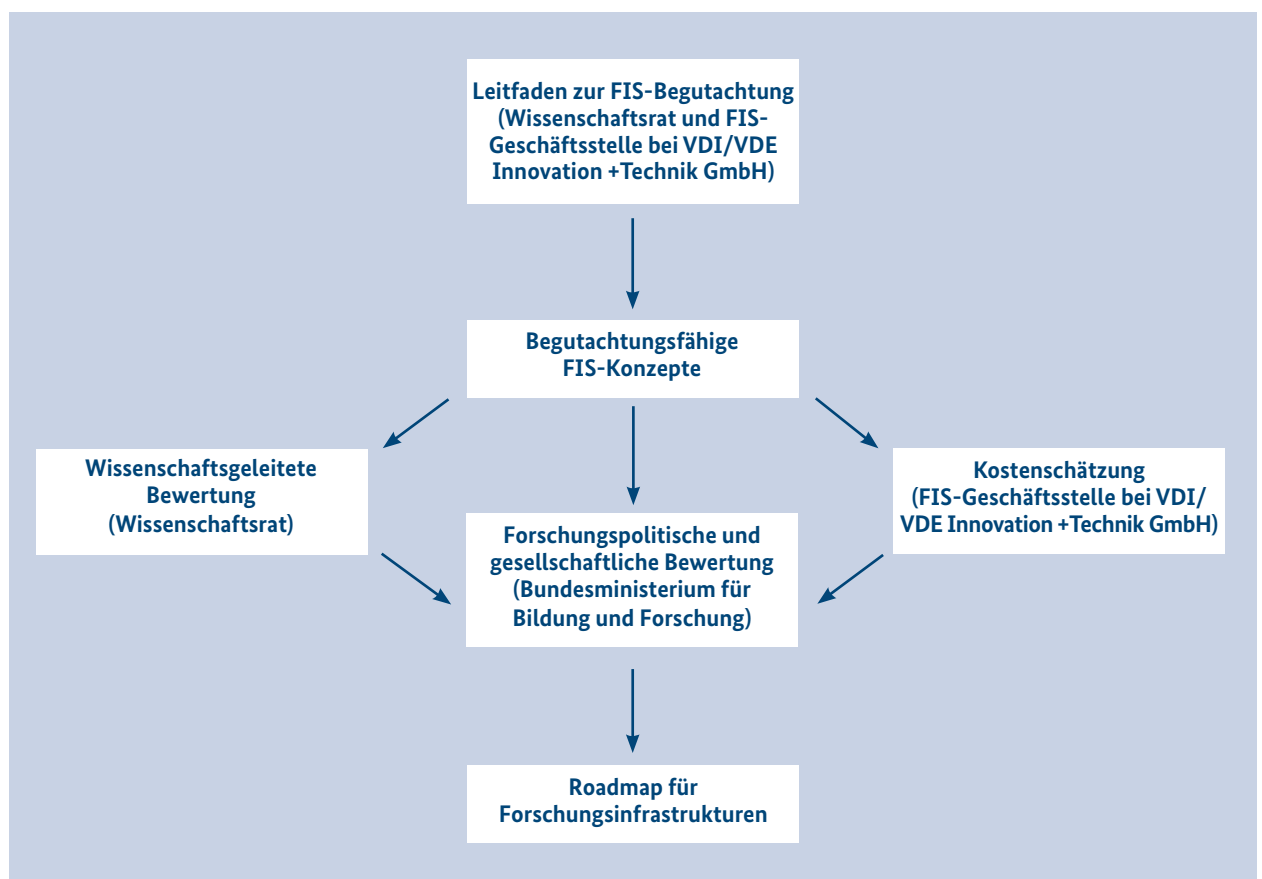 Leitfaden zur FIS-Begutachtung
(Wissenschaftsrat und FIS-
Geschäftsstelle bei VDI/VDE
Innovation +Technik GmbH)
Begutachtungsfähige
FIS-Konzepte
Wissenschaftsgeleitete
Bewertung
(Wissenschaftsrat)
Forschungspolitische und
gesellschaftliche Bewertung
(Bundesministerium für
Bildung und Forschung)
Kostenschätzung
(FIS-Geschäftsstelle bei VDI/
VDE Innovation +Technik GmbH)
Roadmap für
Forschungsinfrastrukturen